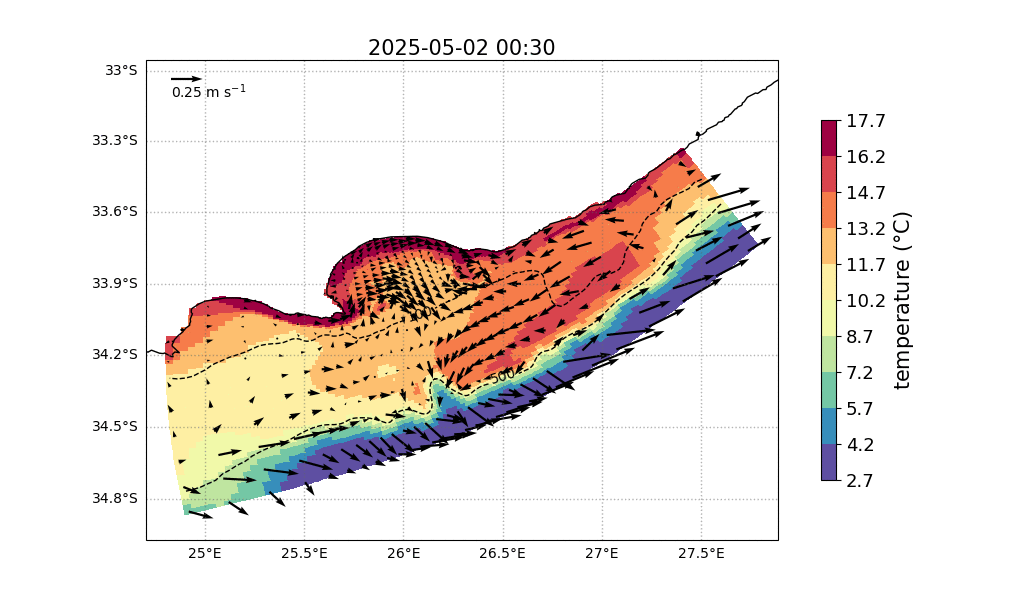 2025-05-02 00:30
33°S
33.3°S
33.6°S
33.9°S
34.2°S
34.5°S
34.8°S
0.25 m s⁻¹
500
25°E
25.5°E
26°E
26.5°E
27°E
27.5°E
17.7
16.2
14.7
13.2
11.7
10.2
8.7
7.2
5.7
4.2
2.7
temperature (°C)